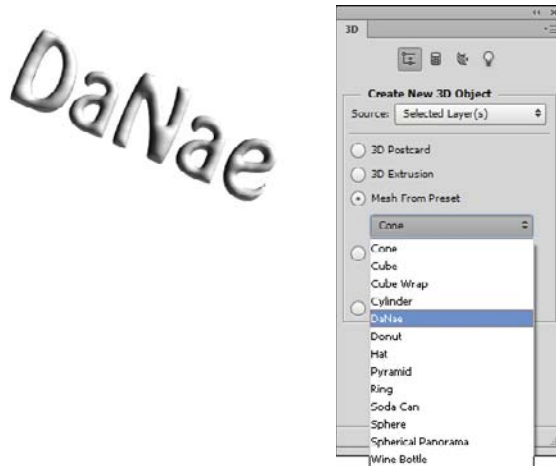 DaNae
3D
Create New 3D Object
Source: Selected Layer(s)
3D Postcard
3D Extrusion
Mesh From Preset
Cone
Cone
Cube
Cube Wrap
Cylinder
DaNae
Donut
Hat
Pyramid
Ring
Soda Can
Sphere
Spherical Panorama
Wine Bottle